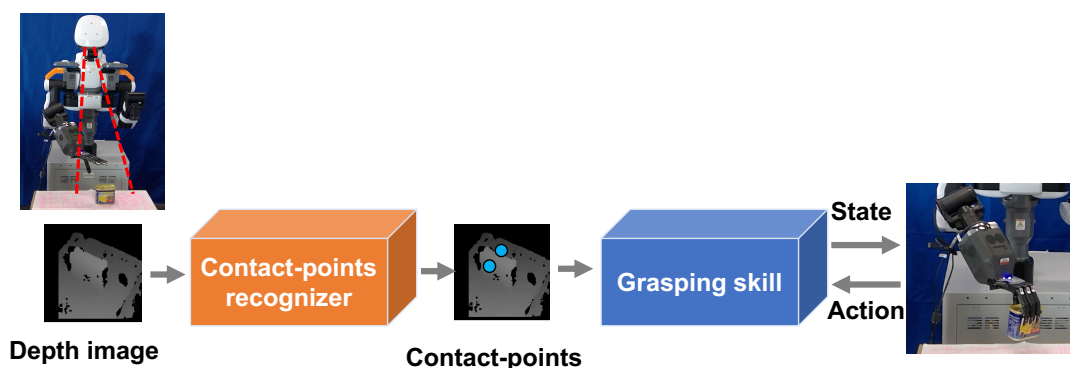 Contact-points
recognizer
Grasping skill
State
Action
Depth image
Contact-points